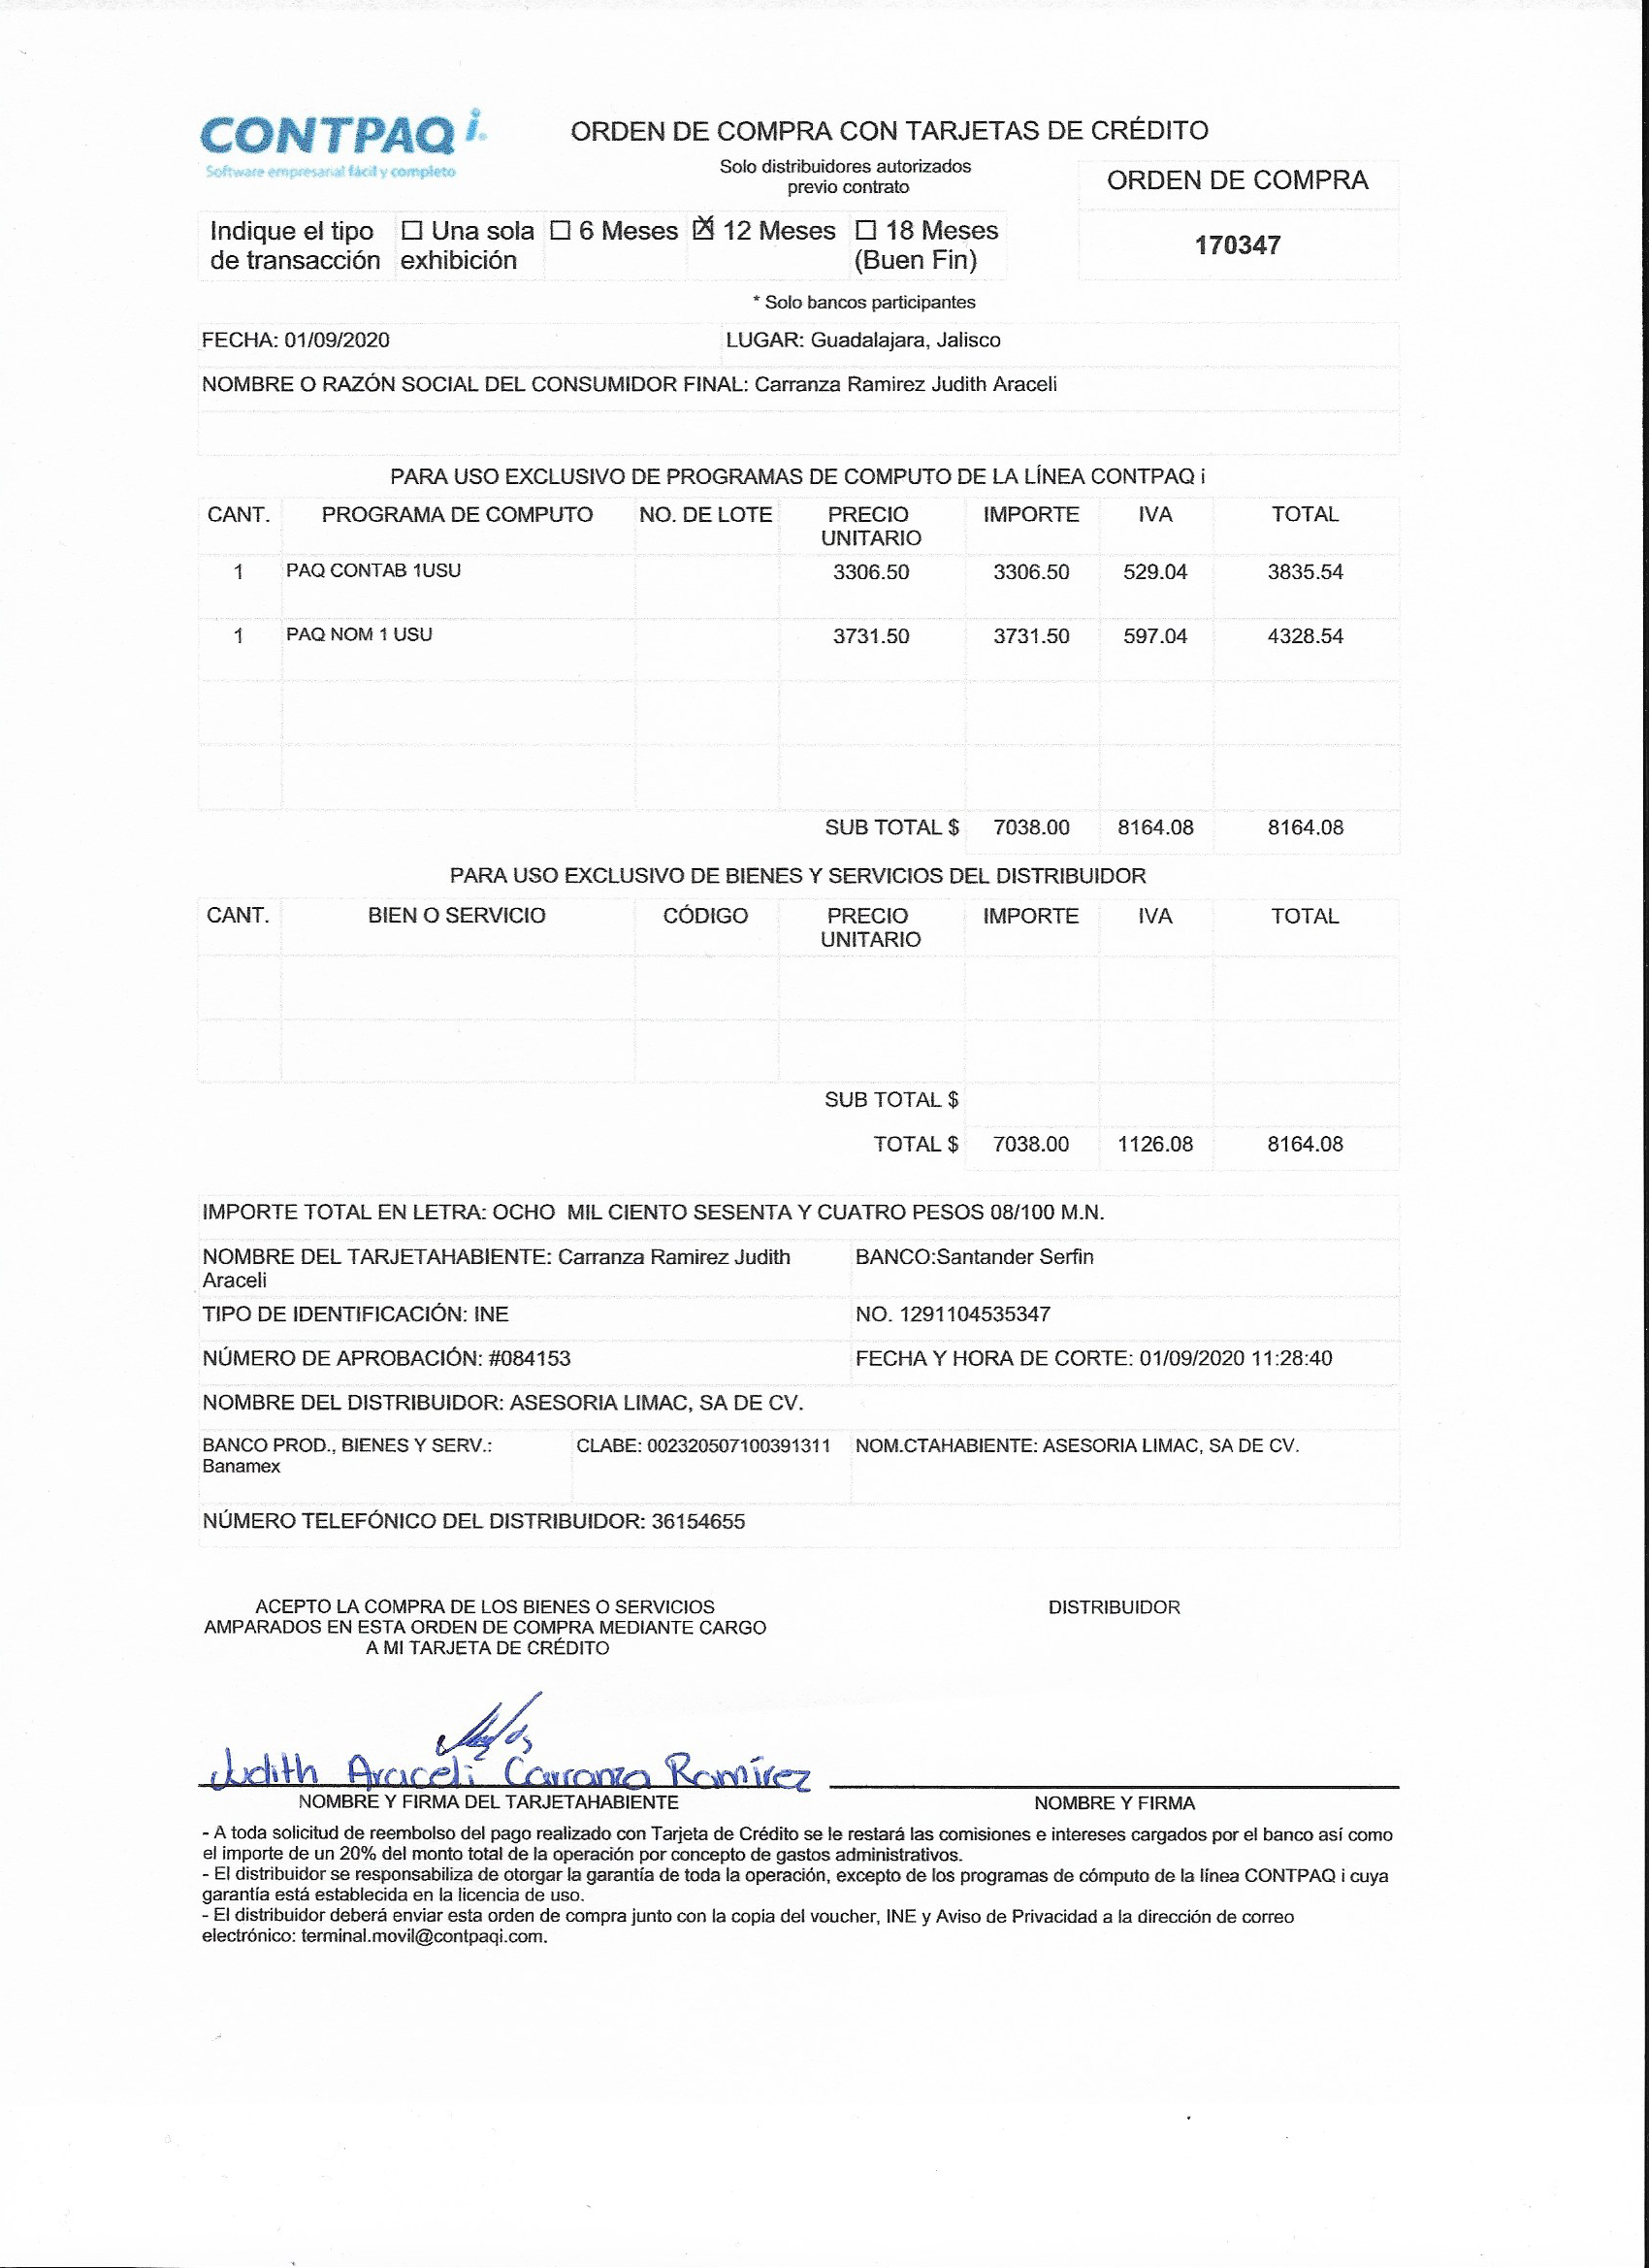 CONTPAQ i
Software empresarial fácil y completo
ORDEN DE COMPRA CON TARJETAS DE CRÉDITO
Solo distribuidores autorizados
previo contrato
ORDEN DE COMPRA
170347
Indique el tipo de transacción ☐ Una sola exhibición ☐ 6 Meses ☒ 12 Meses ☐ 18 Meses (Buen Fin)
* Solo bancos participantes
FECHA: 01/09/2020 LUGAR: Guadalajara, Jalisco
NOMBRE O RAZÓN SOCIAL DEL CONSUMIDOR FINAL: Carranza Ramirez Judith Araceli
PARA USO EXCLUSIVO DE PROGRAMAS DE COMPUTO DE LA LÍNEA CONTPAQ i
CANT. PROGRAMA DE COMPUTO NO. DE LOTE PRECIO UNITARIO IMPORTE IVA TOTAL
1 PAQ CONTAB 1USU 3306.50 3306.50 529.04 3835.54
1 PAQ NOM 1 USU 3731.50 3731.50 597.04 4328.54
SUB TOTAL $ 7038.00 8164.08 8164.08
PARA USO EXCLUSIVO DE BIENES Y SERVICIOS DEL DISTRIBUIDOR
CANT. BIEN O SERVICIO CÓDIGO PRECIO UNITARIO IMPORTE IVA TOTAL
SUB TOTAL $
TOTAL $ 7038.00 1126.08 8164.08
IMPORTE TOTAL EN LETRA: OCHO MIL CIENTO SESENTA Y CUATRO PESOS 08/100 M.N.
NOMBRE DEL TARJETAHABIENTE: Carranza Ramirez Judith Araceli BANCO:Santander Serfin
TIPO DE IDENTIFICACIÓN: INE NO. 1291104535347
NÚMERO DE APROBACIÓN: #084153 FECHA Y HORA DE CORTE: 01/09/2020 11:28:40
NOMBRE DEL DISTRIBUIDOR: ASESORIA LIMAC, SA DE CV.
BANCO PROD., BIENES Y SERV.: Banamex CLABE: 002320507100391311 NOM.CTAHABIENTE: ASESORIA LIMAC, SA DE CV.
NÚMERO TELEFÓNICO DEL DISTRIBUIDOR: 36154655
ACEPTO LA COMPRA DE LOS BIENES O SERVICIOS
AMPARADOS EN ESTA ORDEN DE COMPRA MEDIANTE CARGO
A MI TARJETA DE CRÉDITO
DISTRIBUIDOR
Judith Araceli Carranza Ramírez
NOMBRE Y FIRMA DEL TARJETAHABIENTE NOMBRE Y FIRMA
- A toda solicitud de reembolso del pago realizado con Tarjeta de Crédito se le restará las comisiones e intereses cargados por el banco así como
el importe de un 20% del monto total de la operación por concepto de gastos administrativos.
- El distribuidor se responsabiliza de otorgar la garantía de toda la operación, excepto de los programas de cómputo de la línea CONTPAQ i cuya
garantía está establecida en la licencia de uso.
- El distribuidor deberá enviar esta orden de compra junto con la copia del voucher, INE y Aviso de Privacidad a la dirección de correo
electrónico: terminal.movil@contpaqi.com.